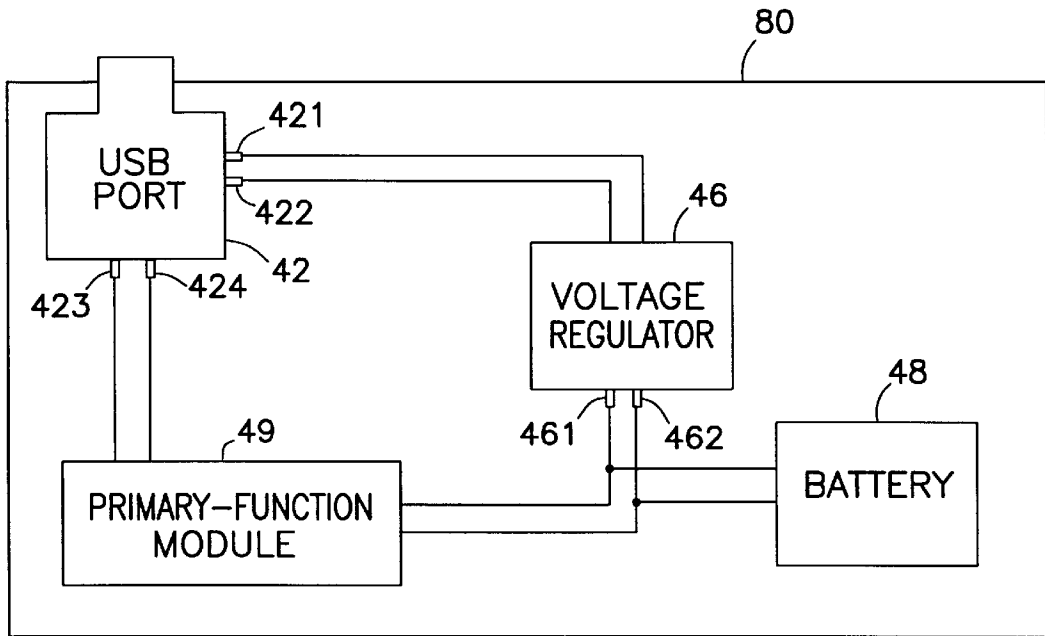 80
USB
PORT
421
422
42
423
424
46
VOLTAGE
REGULATOR
461
462
48
BATTERY
49
PRIMARY-FUNCTION
MODULE